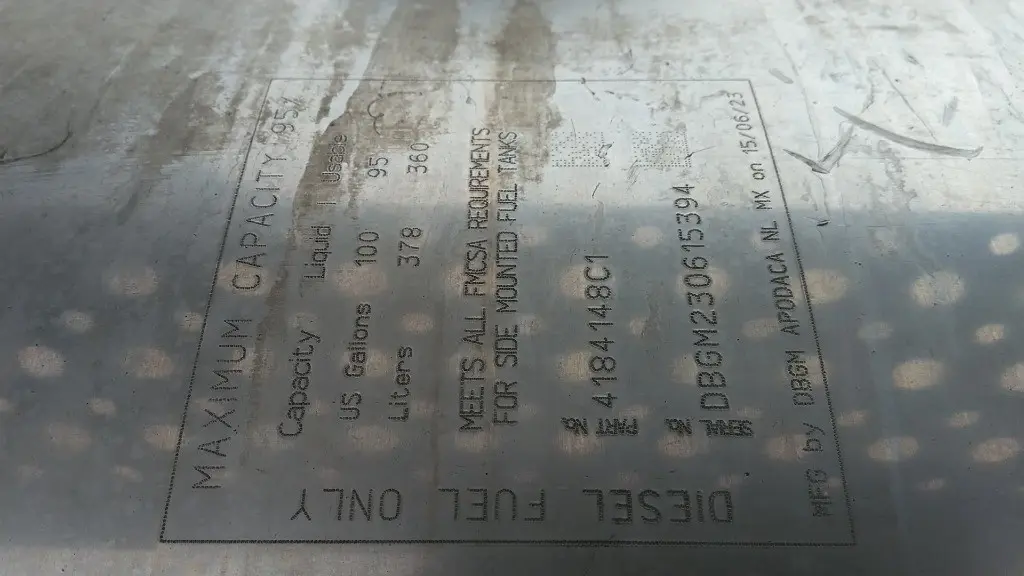 MAXIMUM CAPACITY 95%
Capacity Liquid Usable
US Gallons 100 95
Liters 378 360
MEETS ALL FMCSA REQUIREMENTS
FOR SIDE MOUNTED FUEL TANKS
PART No. 4184148C1
SERIAL No. DBGM230615394
MFG by DBGM APODACA NL MX on 15/06/23
DIESEL FUEL ONLY